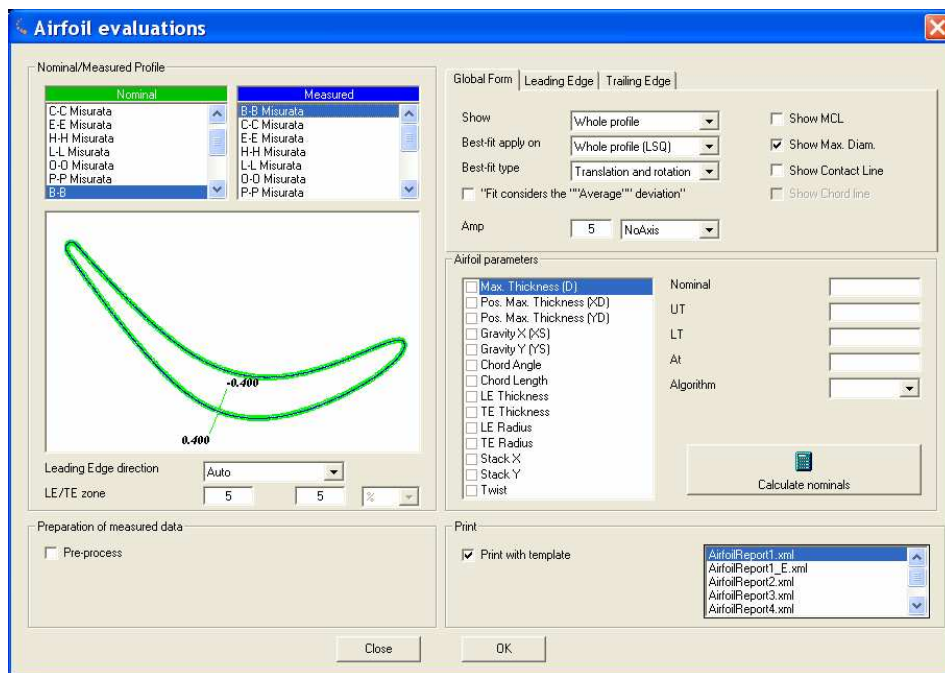 Airfoil evaluations
Nominal/Measured Profile
Nominal
C-C Misurata
E-E Misurata
H-H Misurata
L-L Misurata
O-O Misurata
P-P Misurata
B-B
Measured
B-B Misurata
C-C Misurata
E-E Misurata
H-H Misurata
L-L Misurata
O-O Misurata
P-P Misurata
-0.400
0.400
Leading Edge direction Auto
LE/TE zone 5 5 %
Preparation of measured data
Pre-process
Global Form Leading Edge Trailing Edge
Show Whole profile Show MCL
Best-fit apply on Whole profile (LSQ) Show Max. Diam.
Best-fit type Translation and rotation Show Contact Line
"Fit considers the ""Average"" deviation" Show Chord line
Amp 5 NoAxis
Airfoil parameters
Max. Thickness (D)
Pos. Max. Thickness (XD)
Pos. Max. Thickness (YD)
Gravity X (XS)
Gravity Y (YS)
Chord Angle
Chord Length
LE Thickness
TE Thickness
LE Radius
TE Radius
Stack X
Stack Y
Twist
Nominal
UT
LT
At
Algorithm
Calculate nominals
Print
Print with template
AirfoilReport1.xml
AirfoilReport1_E.xml
AirfoilReport2.xml
AirfoilReport3.xml
AirfoilReport4.xml
Close OK